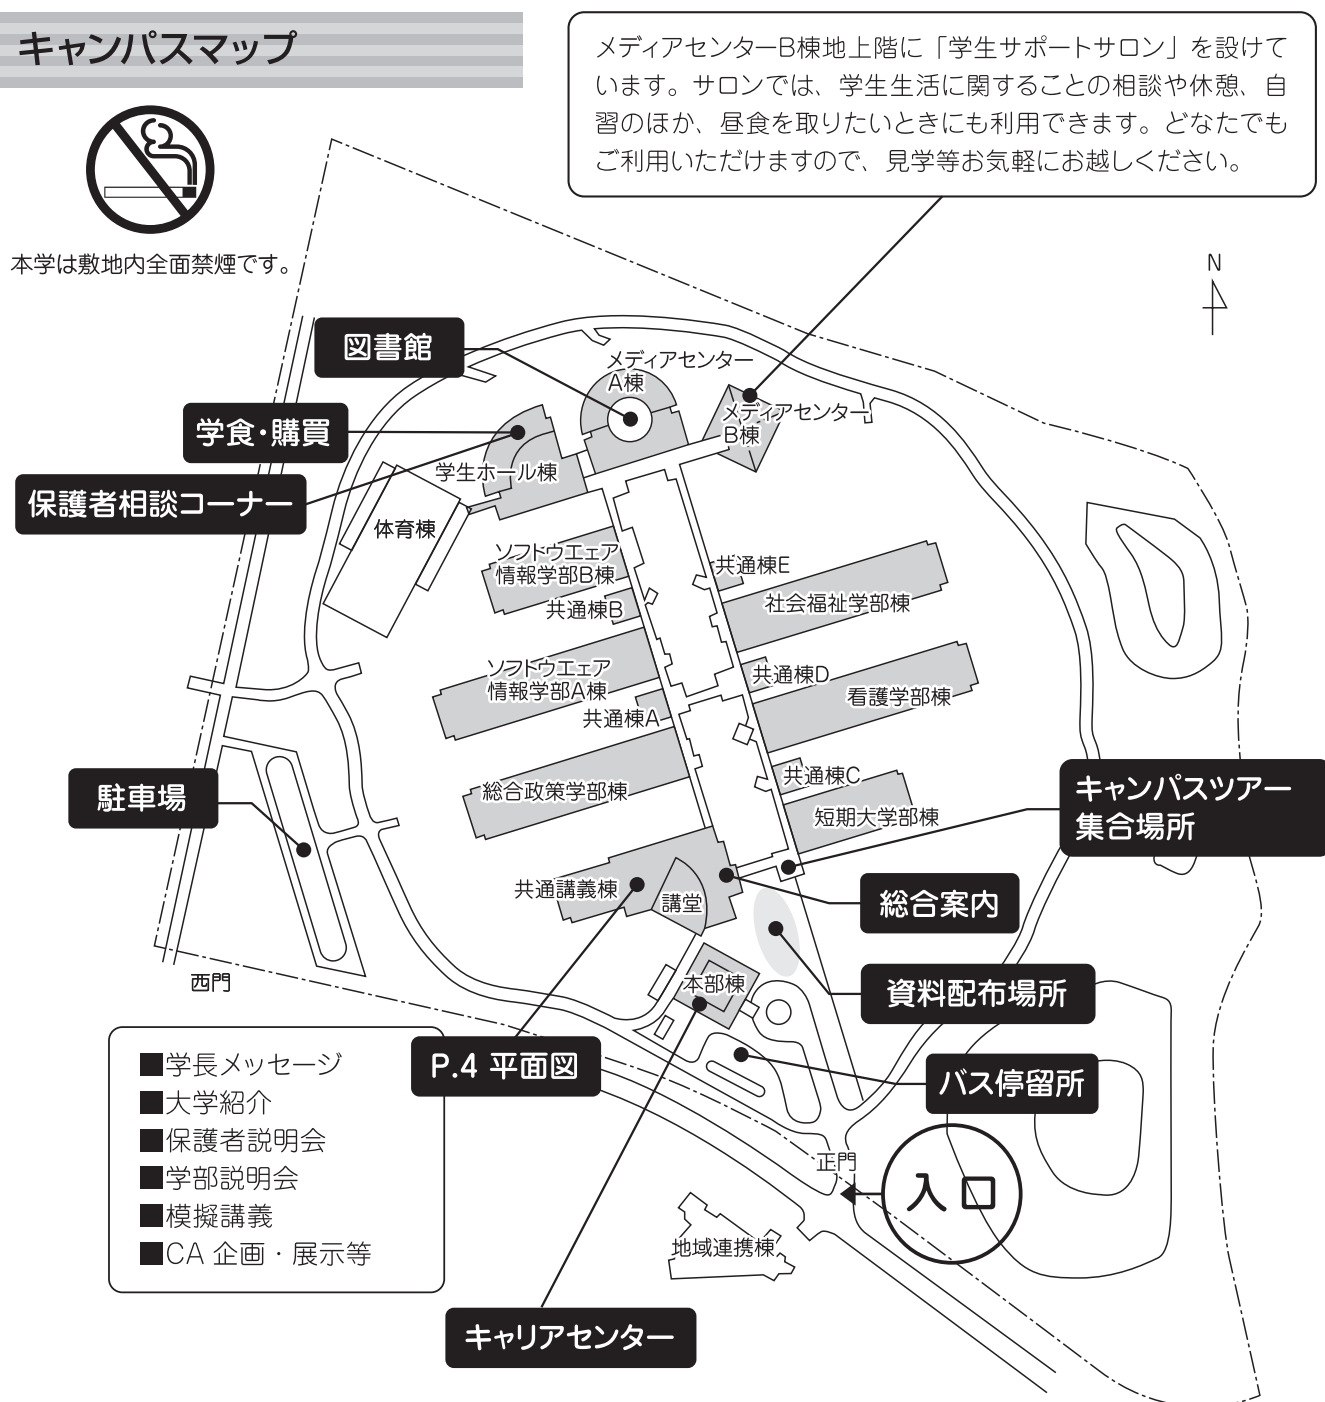 キャンパスマップ
メディアセンターB棟地上階に「学生サポートサロン」を設けて
います。サロンでは、学生生活に関することの相談や休憩、自
習のほか、昼食を取りたいときにも利用できます。どなたでも
ご利用いただけますので、見学等お気軽にお越しください。
本学は敷地内全面禁煙です。
N
図書館
メディアセンター
A棟
学食・購買
メディアセンター
B棟
学生ホール棟
保護者相談コーナー
体育棟
ソフトウエア
情報学部B棟
共通棟E
共通棟B
社会福祉学部棟
ソフトウエア
情報学部A棟
共通棟D
看護学部棟
共通棟A
共通棟C
総合政策学部棟
短期大学部棟
駐車場
キャンパスツアー
集合場所
共通講義棟
講堂
総合案内
西門
本部棟
資料配布場所
P.4 平面図
バス停留所
■学長メッセージ
■大学紹介
■保護者説明会
■学部説明会
■模擬講義
■CA 企画・展示等
正門
入口
地域連携棟
キャリアセンター